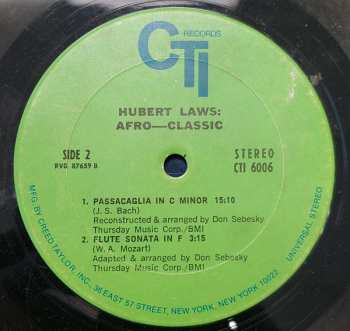 CTI RECORDS
HUBERT LAWS:
AFRO—CLASSIC
SIDE 2
RVG 87659 B
STEREO
CTI 6006
1. PASSACAGLIA IN C MINOR 15:10
(J. S. Bach)
Reconstructed & arranged by Don Sebesky
Thursday Music Corp./BMI
2. FLUTE SONATA IN F 3:15
(W. A. Mozart)
Adapted & arranged by Don Sebesky
Thursday Music Corp./BMI
MFG. BY CREED TAYLOR, INC., 36 EAST 57 STREET, NEW YORK, NEW YORK 10022
UNIVERSAL STEREO